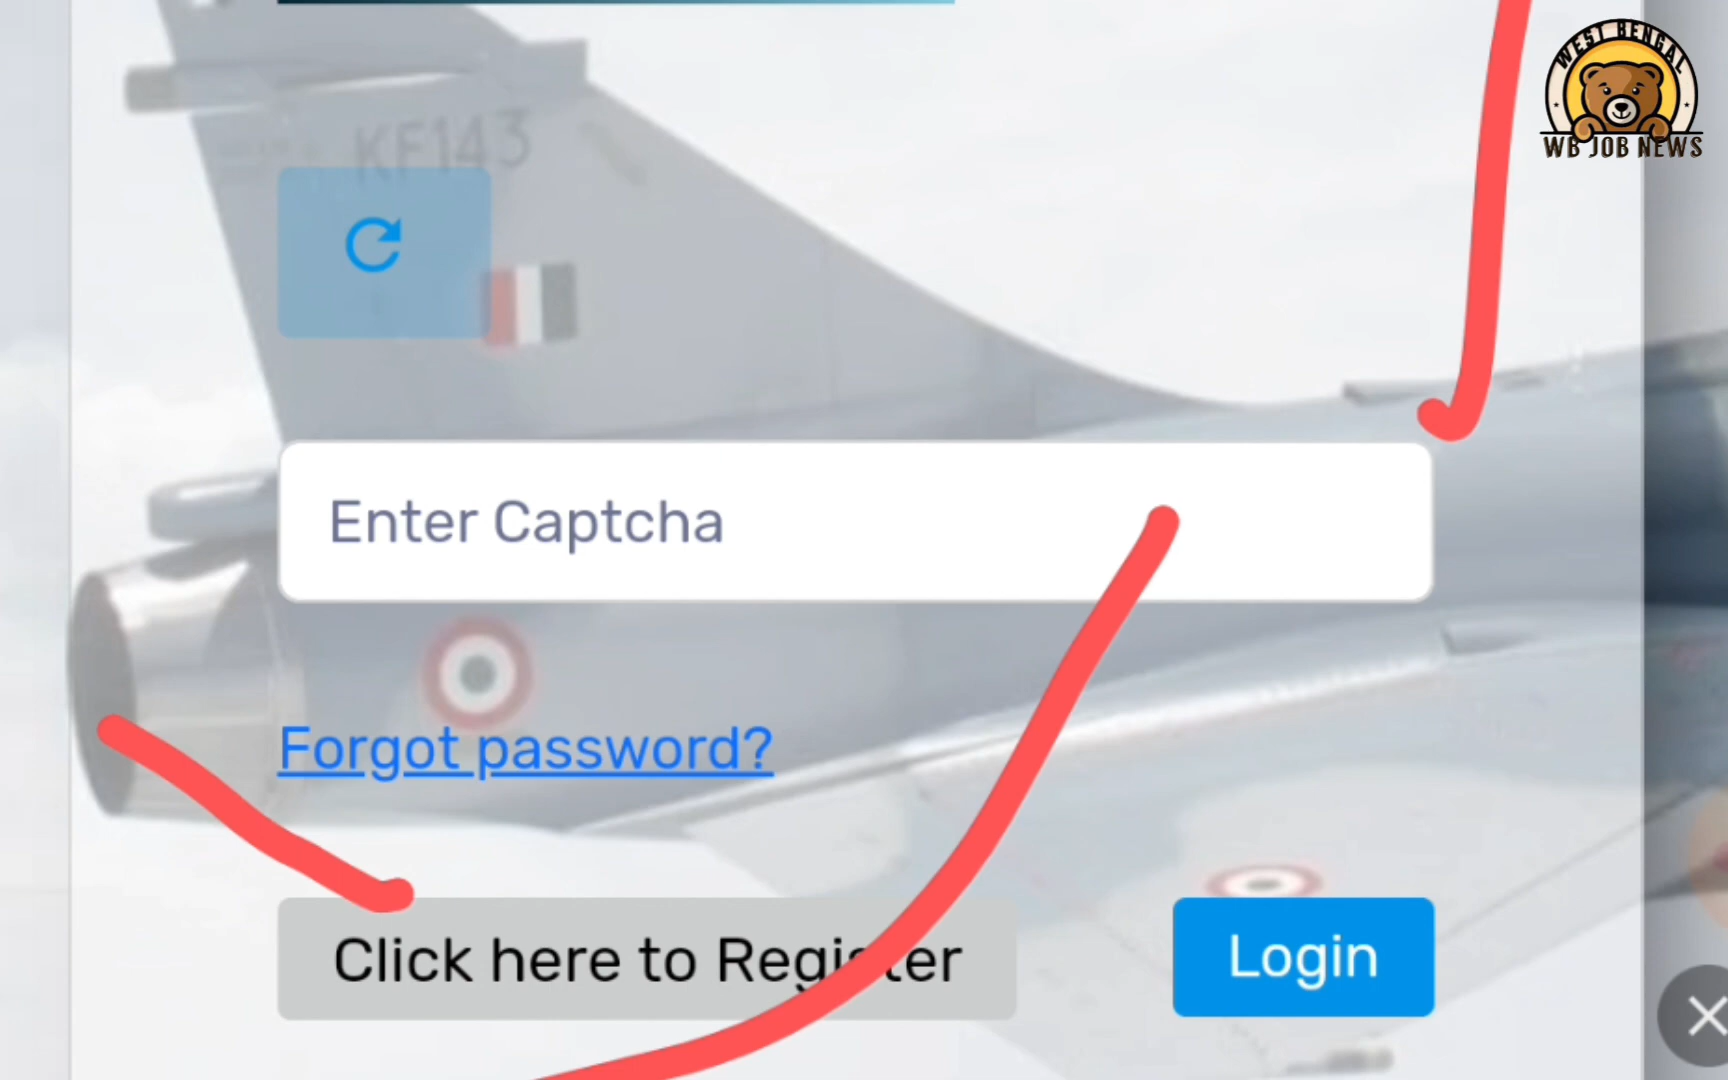 WEST BENGAL
WB JOB NEWS
KF143
Enter Captcha
Forgot password?
Click here to Register
Login